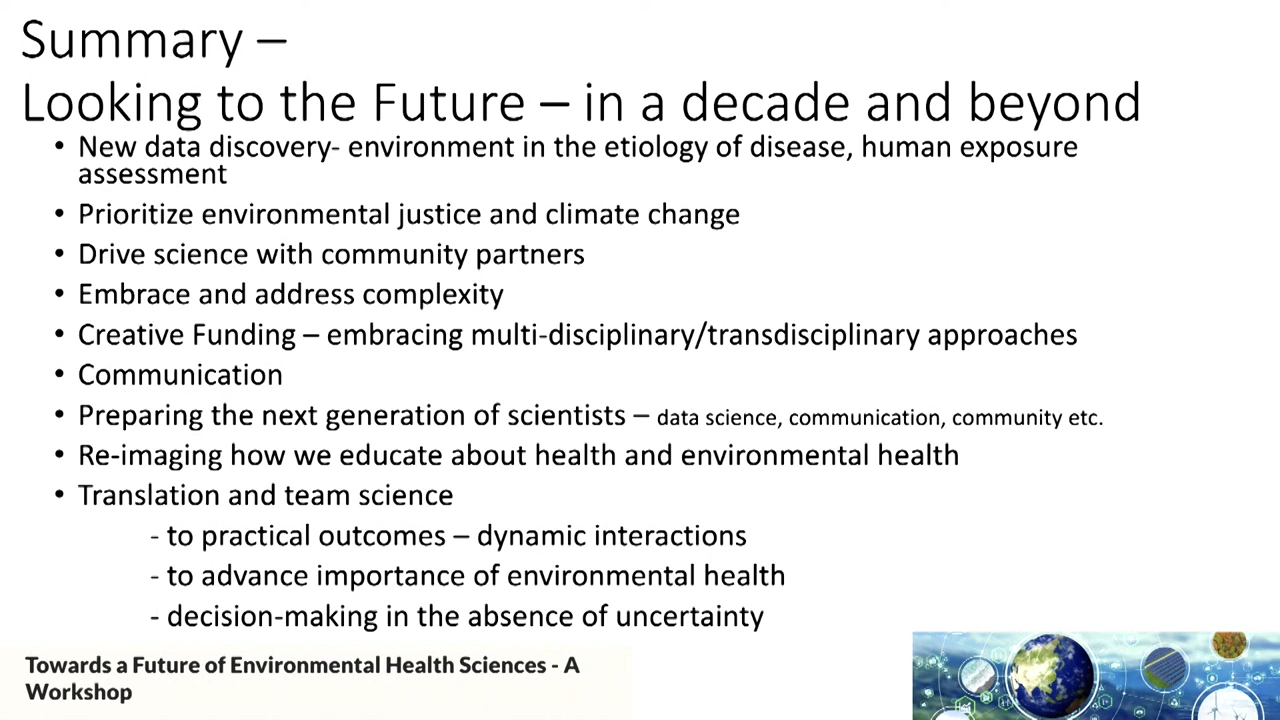 Summary –
Looking to the Future – in a decade and beyond
• New data discovery- environment in the etiology of disease, human exposure
assessment
• Prioritize environmental justice and climate change
• Drive science with community partners
• Embrace and address complexity
• Creative Funding – embracing multi-disciplinary/transdisciplinary approaches
• Communication
• Preparing the next generation of scientists – data science, communication, community etc.
• Re-imaging how we educate about health and environmental health
• Translation and team science
- to practical outcomes – dynamic interactions
- to advance importance of environmental health
- decision-making in the absence of uncertainty
Towards a Future of Environmental Health Sciences - A
Workshop